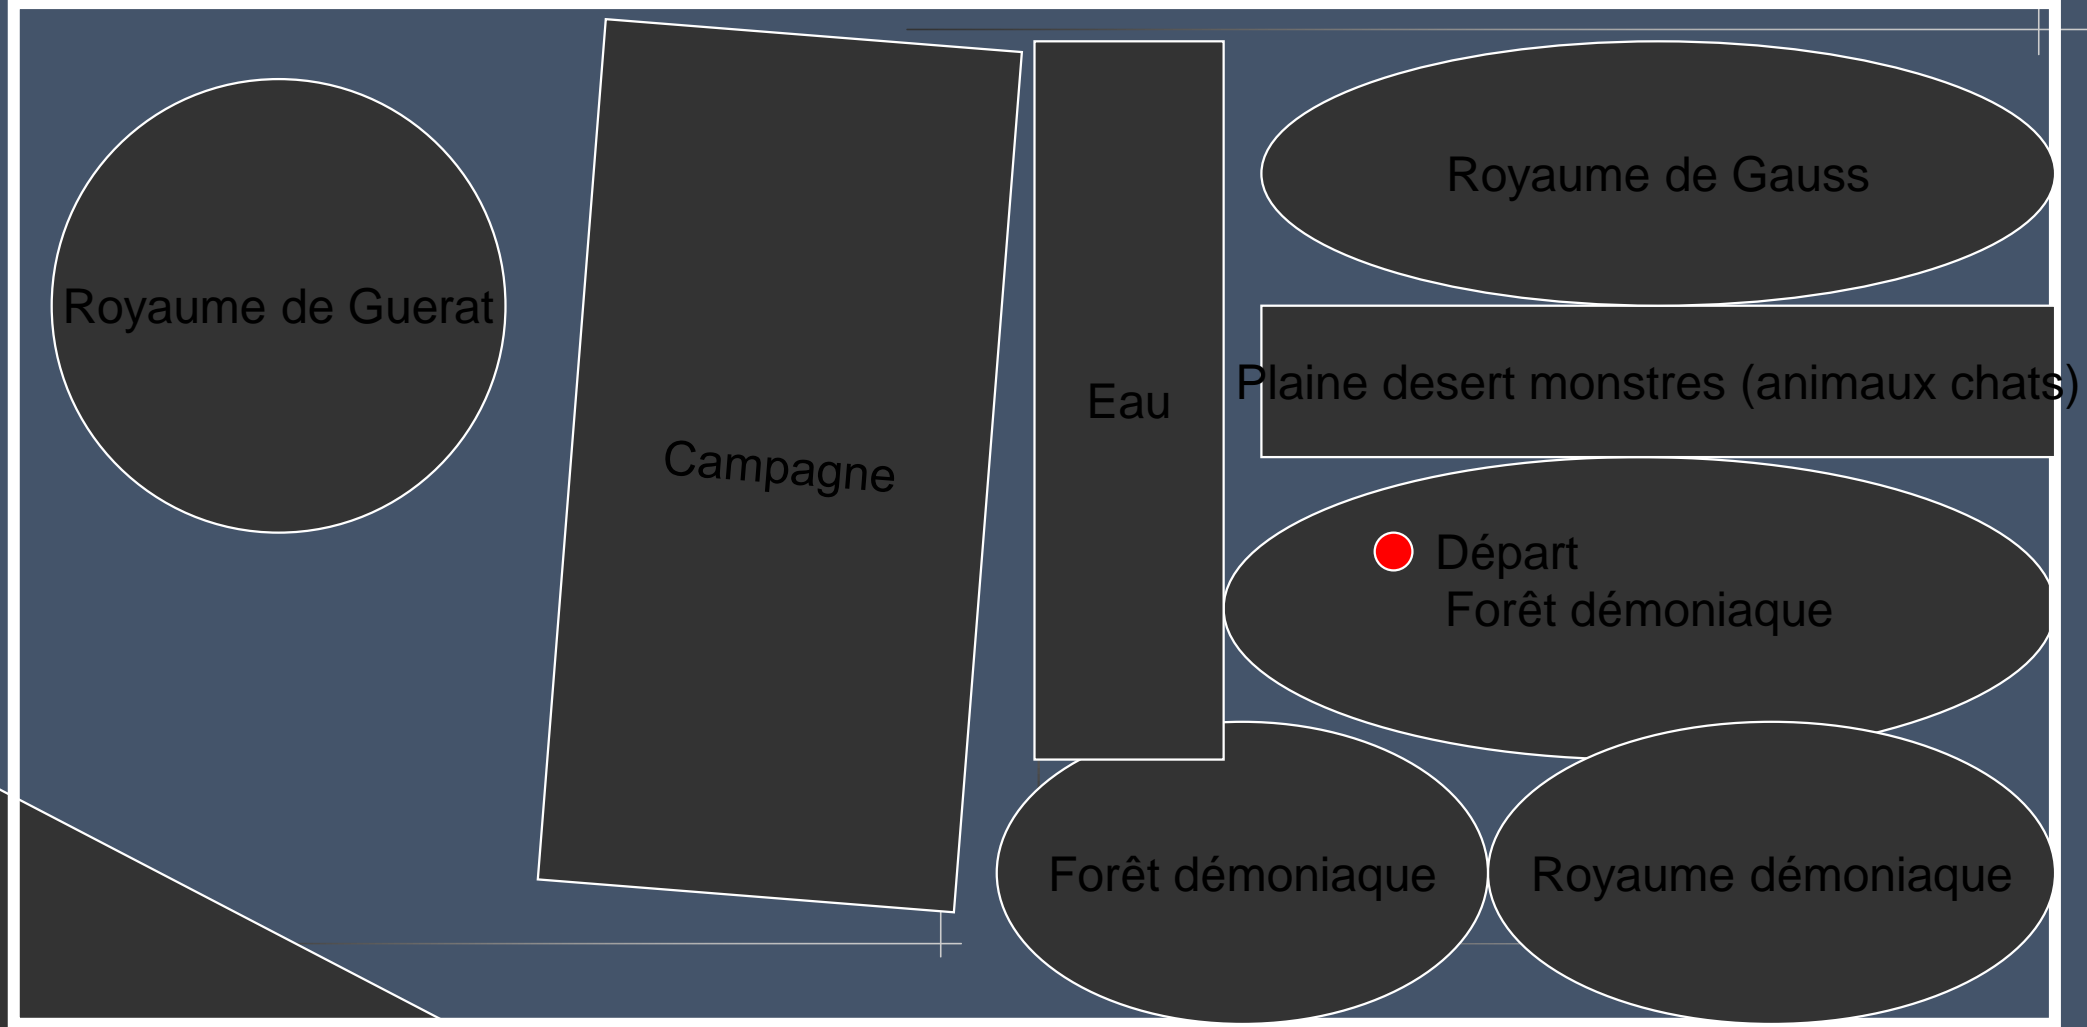 Royaume de Guerat
Campagne
Eau
Royaume de Gauss
Plaine desert monstres (animaux chats)
Départ
Forêt démoniaque
Forêt démoniaque
Royaume démoniaque